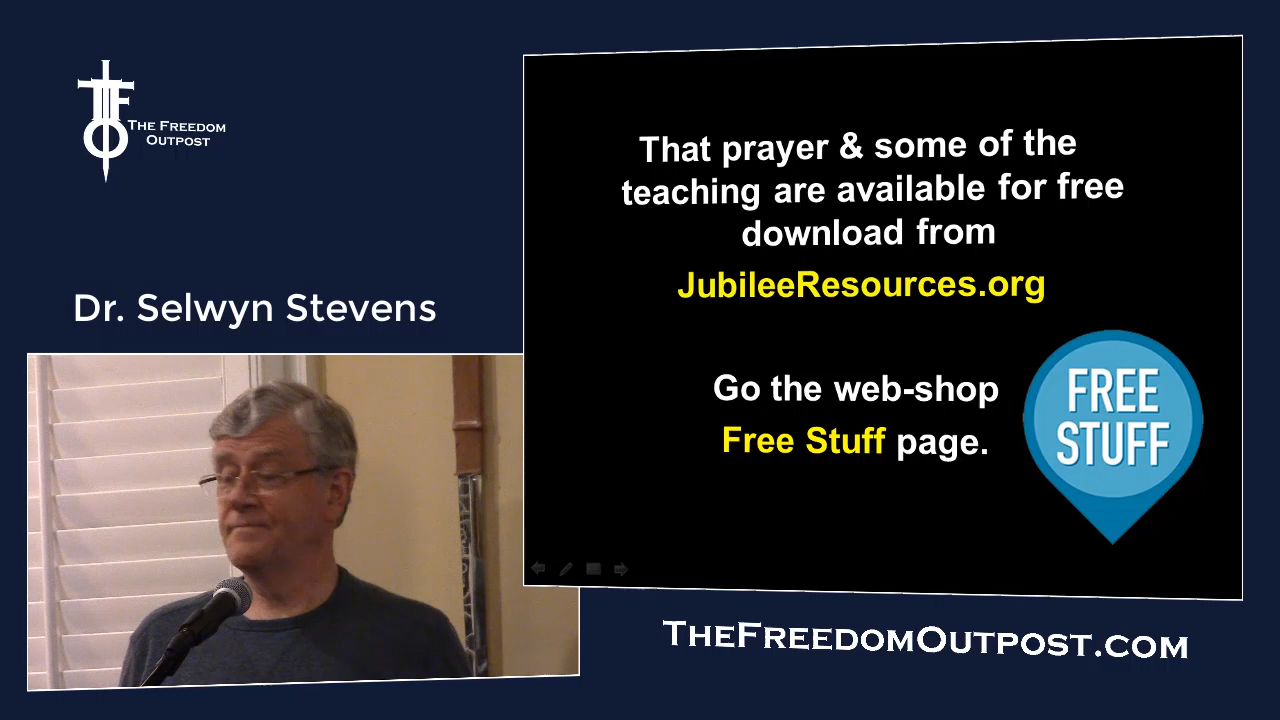 THE FREEDOM
OUTPOST
Dr. Selwyn Stevens
That prayer & some of the
teaching are available for free
download from
JubileeResources.org
Go the web-shop
Free Stuff page.
FREE
STUFF
THEFREEDOMOUTPOST.COM